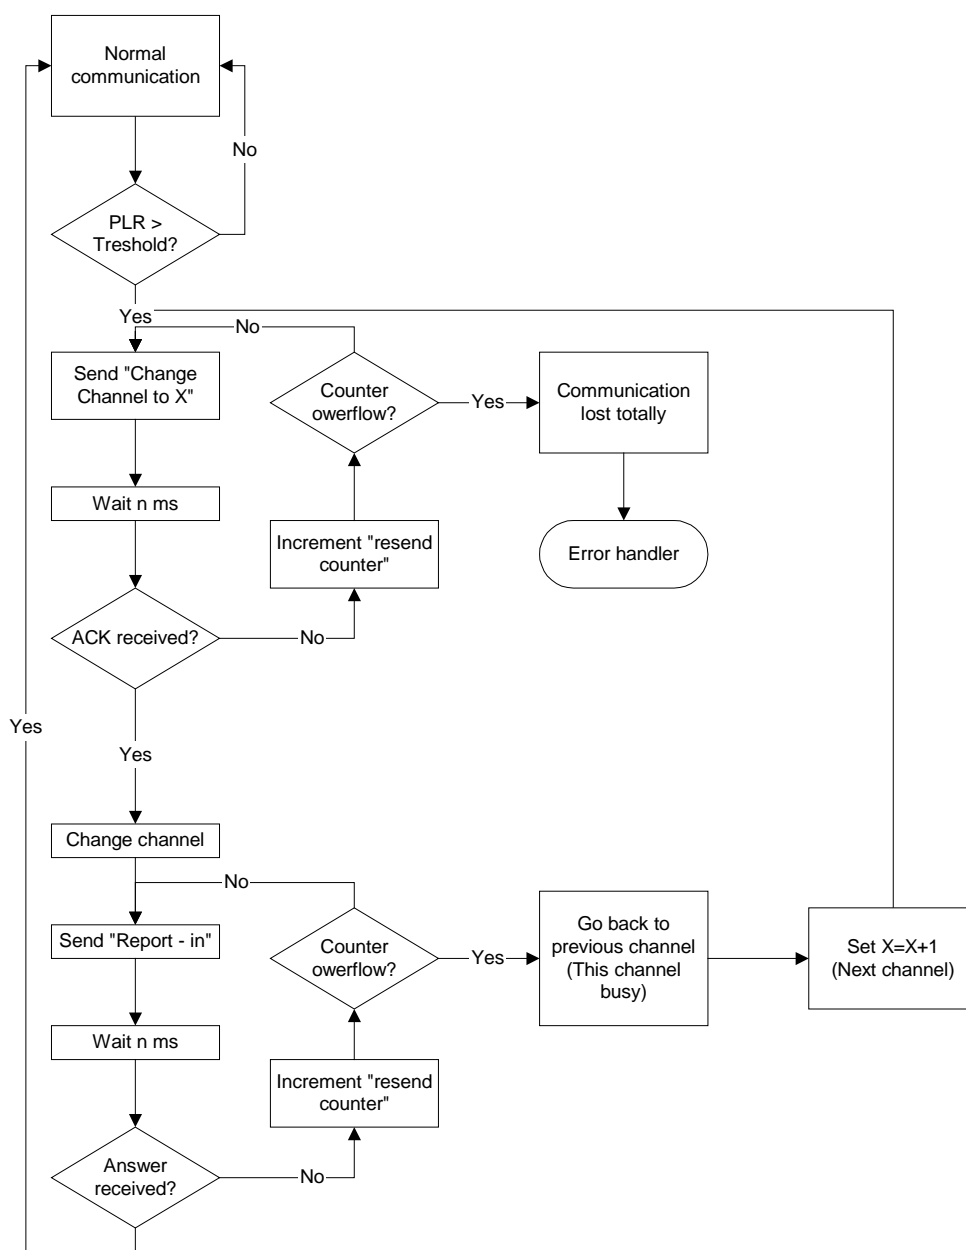 Normal
communication
No
PLR >
Treshold?
Yes
No
Send "Change
Channel to X"
Counter
owerflow?
Yes
Communication
lost totally
Wait n ms
Increment "resend
counter"
Error handler
ACK received?
No
Yes
Yes
Change channel
No
Send "Report - in"
Counter
owerflow?
Yes
Go back to
previous channel
(This channel
busy)
Set X=X+1
(Next channel)
Wait n ms
Increment "resend
counter"
Answer
received?
No